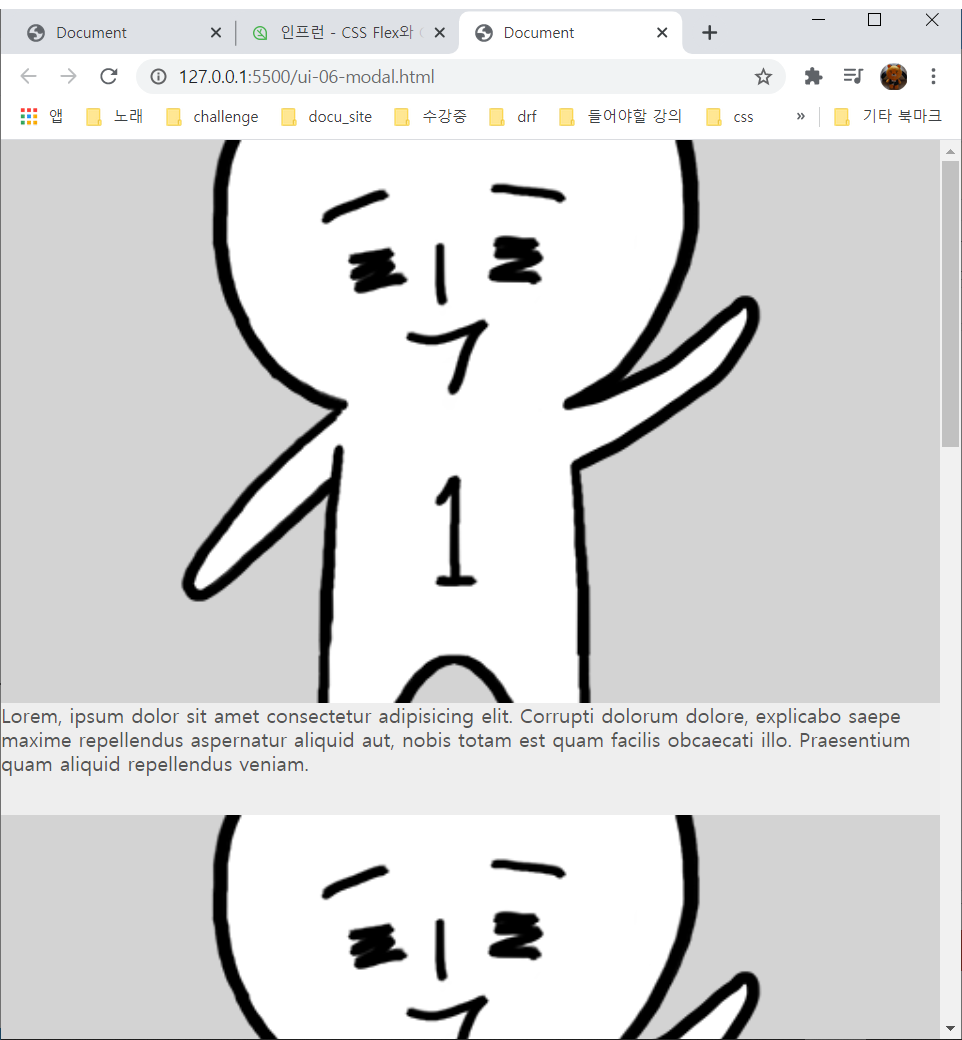 Document
인프런 - CSS Flex와
Document
127.0.0.1:5500/ui-06-modal.html
앱
노래
challenge
docu_site
수강중
drf
들어야할 강의
css
»
기타 북마크
1
Lorem, ipsum dolor sit amet consectetur adipisicing elit. Corrupti dolorum dolore, explicabo saepe
maxime repellendus aspernatur aliquid aut, nobis totam est quam facilis obcaecati illo. Praesentium
quam aliquid repellendus veniam.